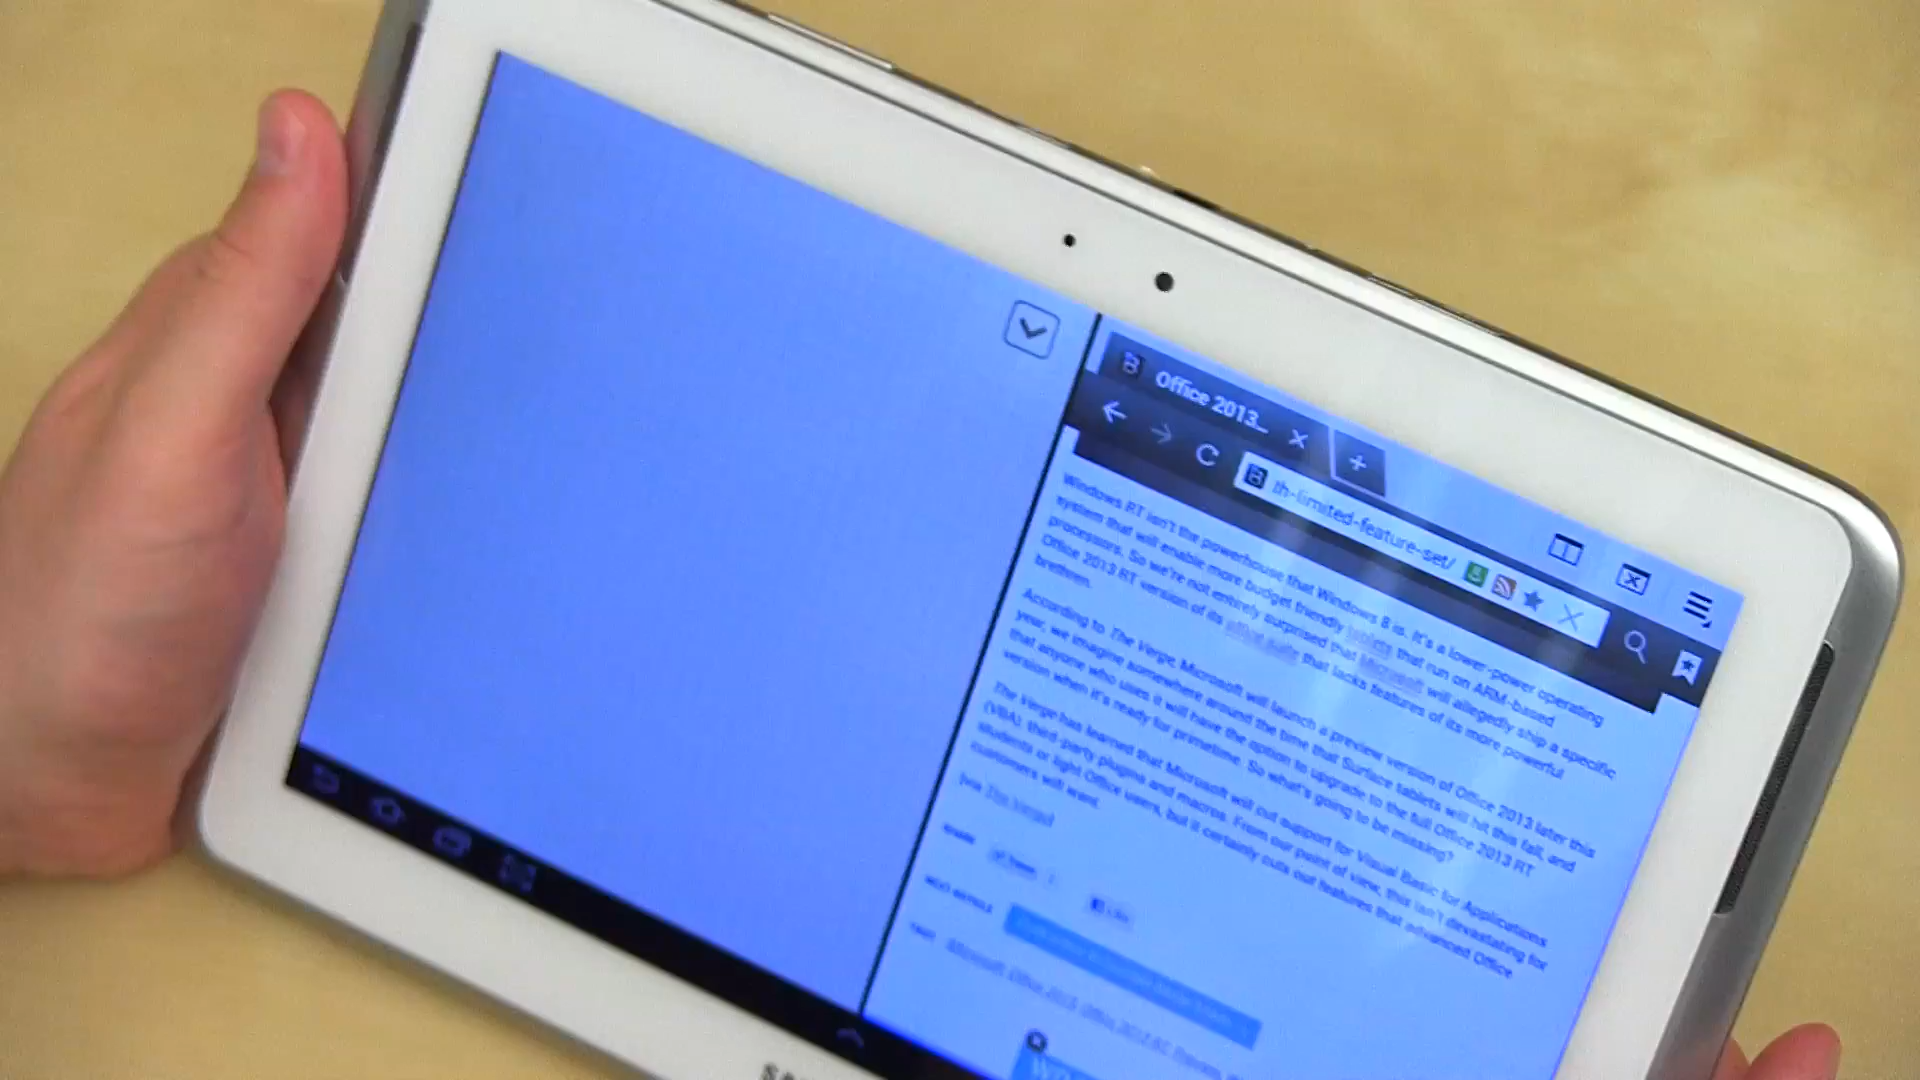 Office 2013_
th-limited-feature-set/
Windows RT isn't the powerhouse that Windows 8 is. It's a lower-power operating
system that will enable more budget friendly tablets that run on ARM-based
processors. So we're not entirely surprised that Microsoft will allegedly ship a specific
Office 2013 RT version of its office suite that lacks features of its more powerful
brethren.
According to The Verge, Microsoft will launch a preview version of Office 2013 later this
year, we imagine somewhere around the time that Surface tablets will hit this fall, and
that anyone who uses it will have the option to upgrade to the full Office 2013 RT
version when it's ready for primetime. So what's going to be missing?
The Verge has learned that Microsoft will cut support for Visual Basic for Applications
(VBA), third-party plugins and macros. From our point of view, this isn't devastating for
students or light Office users, but it certainly cuts out features that advanced Office
customers will want.
[via The Verge]
Like